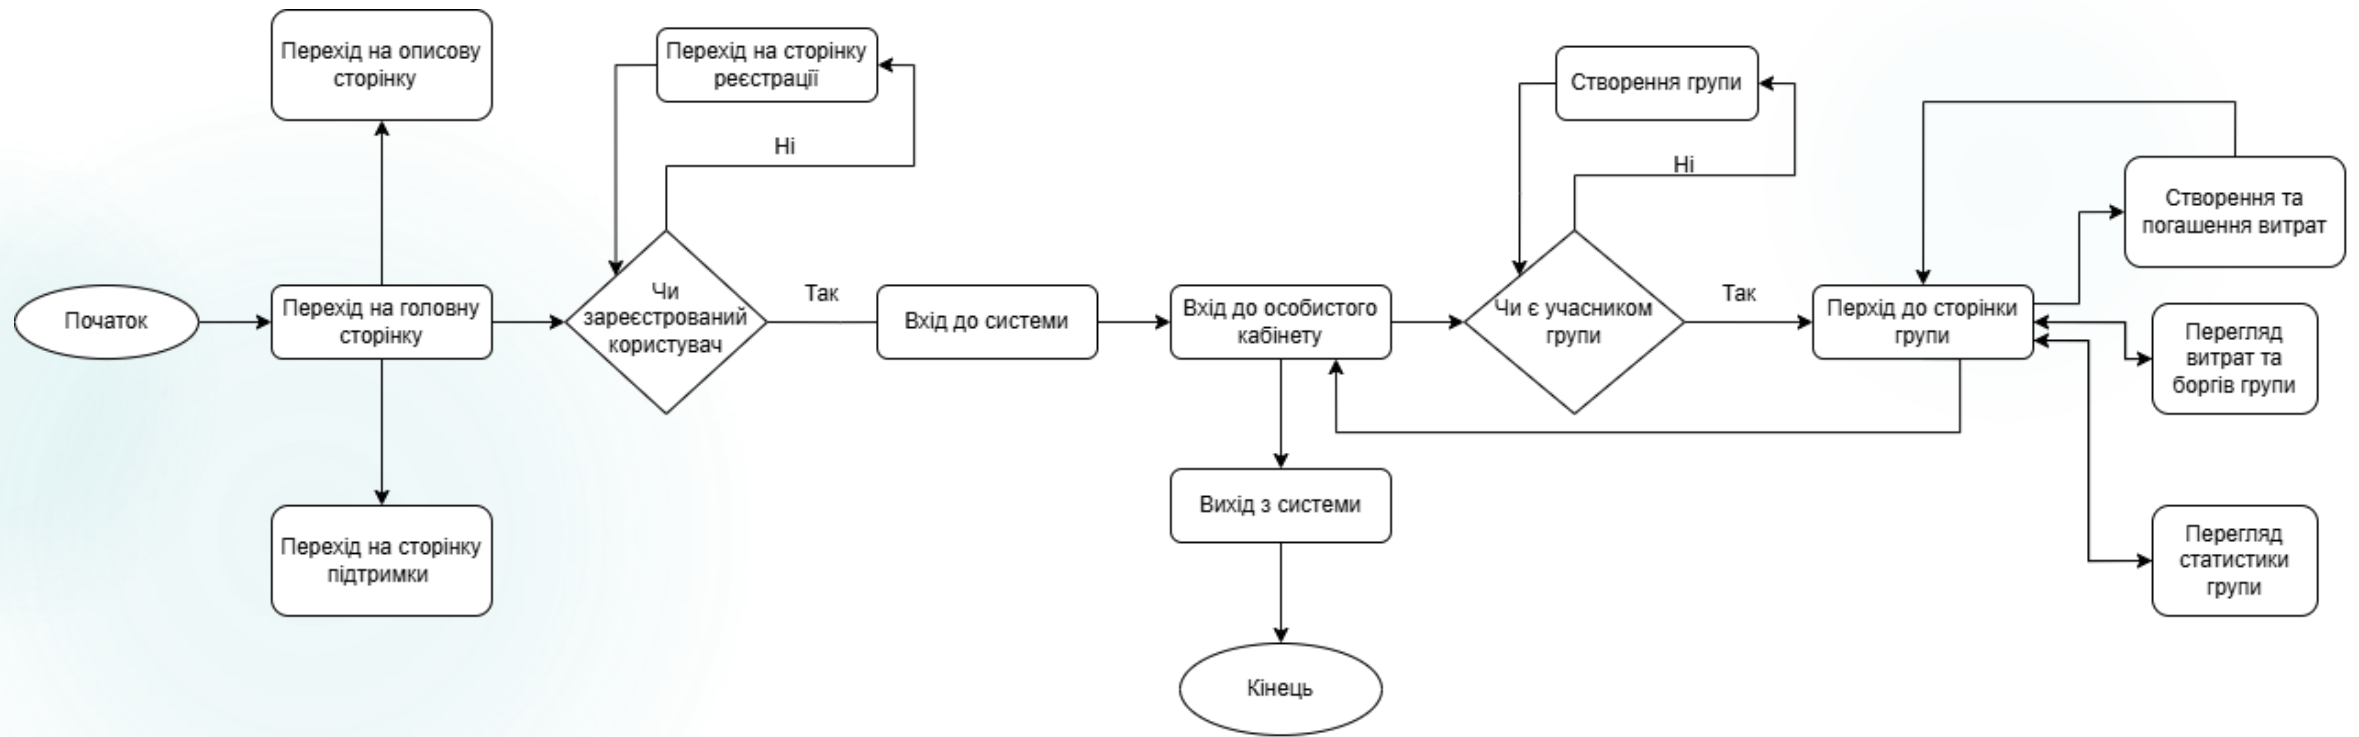 Перехід на описову
сторінку
Перехід на сторінку
реєстрації
Ні
Створення групи
Ні
Створення та
погашення витрат
Початок
Перехід на головну
сторінку
Чи
зареєстрований
користувач
Так
Вхід до системи
Вхід до особистого
кабінету
Чи є учасником
групи
Так
Перхід до сторінки
групи
Перегляд
витрат та
боргів групи
Вихід з системи
Перехід на сторінку
підтримки
Перегляд
статистики
групи
Кінець